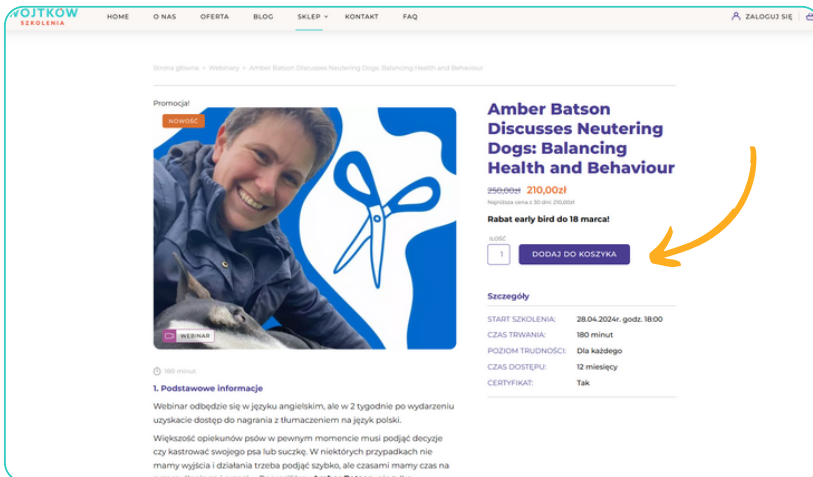 WOJTKÓW
SZKOLENIA
HOME O NAS OFERTA BLOG SKLEP KONTAKT FAQ
ZALOGUJ SIĘ
Strona główna > Webinary > Amber Batson Discusses Neutering Dogs: Balancing Health and Behaviour
Promocja!
NOWOŚĆ
WEBINAR
180 minut
1. Podstawowe informacje
Webinar odbędzie się w języku angielskim, ale w 2 tygodnie po wydarzeniu
uzyskacie dostęp do nagrania z tłumaczeniem na język polski.
Większość opiekunów psów w pewnym momencie musi podjąć decyzje
czy kastrować swojego psa lub suczkę. W niektórych przypadkach nie
mamy wyjścia i działania trzeba podjąć szybko, ale czasami mamy czas na
Amber Batson
Discusses Neutering
Dogs: Balancing
Health and Behaviour
250,00zł 210,00zł
Najniższa cena z 30 dni: 210,00zł
Rabat early bird do 18 marca!
ILOŚĆ
1 DODAJ DO KOSZYKA
Szczegóły
START SZKOLENIA: 28.04.2024r. godz. 18:00
CZAS TRWANIA: 180 minut
POZIOM TRUDNOŚCI: Dla każdego
CZAS DOSTĘPU: 12 miesięcy
CERTYFIKAT: Tak